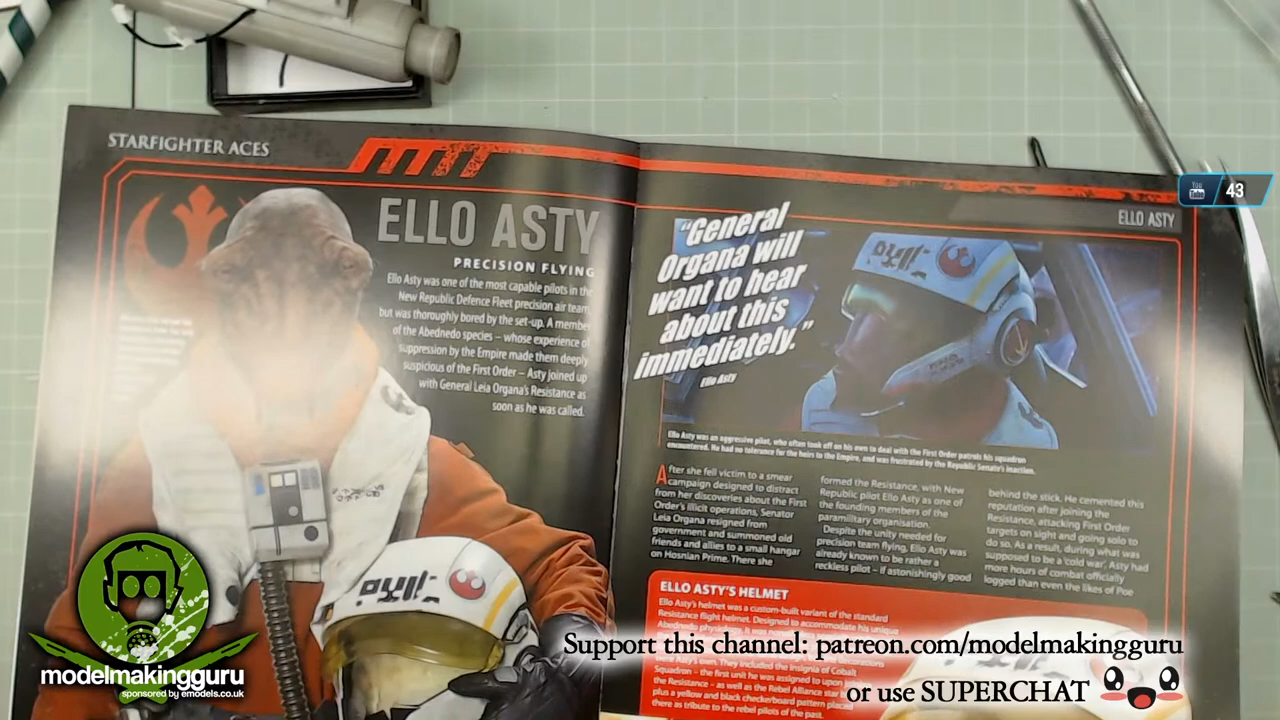 STARFIGHTER ACES
ELLO ASTY
PRECISION FLYING
Ello Asty was one of the most capable pilots in the
New Republic Defence Fleet precision air team
but was thoroughly bored by the set-up. A member
of the Abednedo species – whose experience of
suppression by the Empire made them deeply
suspicious of the First Order – Asty joined up
with General Leia Organa's Resistance as
soon as he was called.
ELLO ASTY
"General
Organa will
want to hear
about this
immediately."
Ello Asty
Ello Asty was an aggressive pilot, who often took off on his own to deal with the First Order patrols his squadron
encountered. He had no tolerance for the heirs to the Empire, and was frustrated by the Republic Senate's inaction.
After she fell victim to a smear
campaign designed to distract
from her discoveries about the First
Order's illicit operations, Senator
Leia Organa resigned from
government and summoned old
friends and allies to a small hangar
on Hosnian Prime. There she
formed the Resistance, with New
Republic pilot Ello Asty as one of
the founding members of the
paramilitary organisation.
Despite the unity needed for
precision team flying, Ello Asty was
already known to be rather a
reckless pilot – if astonishingly good
behind the stick. He cemented this
reputation after joining the
Resistance, attacking First Order
targets on sight and going solo to
do so. As a result, during what was
supposed to be a 'cold war', Asty had
more hours of combat officially
logged than even the likes of Poe
ELLO ASTY'S HELMET
Ello Asty's helmet was a custom-built variant of the standard
Resistance flight helmet. Designed to accommodate his unique
Abednedo
Asty's own. They included the insignia of Cobalt
Squadron – the first unit he was assigned to upon
the Resistance – as well as the Rebel Alliance star
plus a yellow and black checkerboard pattern placed
there as tribute to the rebel pilots of the past.
You
Tube
43
modelmakingguru
sponsored by emodels.co.uk
Support this channel: patreon.com/modelmakingguru
or use SUPERCHAT